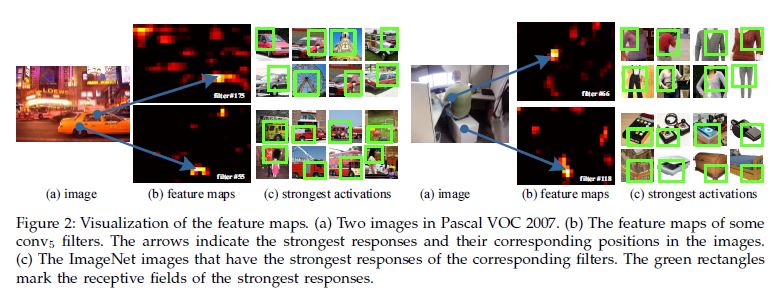 LOEWS
filter #175
filter #55
filter #66
filter #118
(a) image
(b) feature maps
(c) strongest activations
(a) image
(b) feature maps
(c) strongest activations
Figure 2: Visualization of the feature maps. (a) Two images in Pascal VOC 2007. (b) The feature maps of some
conv5 filters. The arrows indicate the strongest responses and their corresponding positions in the images.
(c) The ImageNet images that have the strongest responses of the corresponding filters. The green rectangles
mark the receptive fields of the strongest responses.